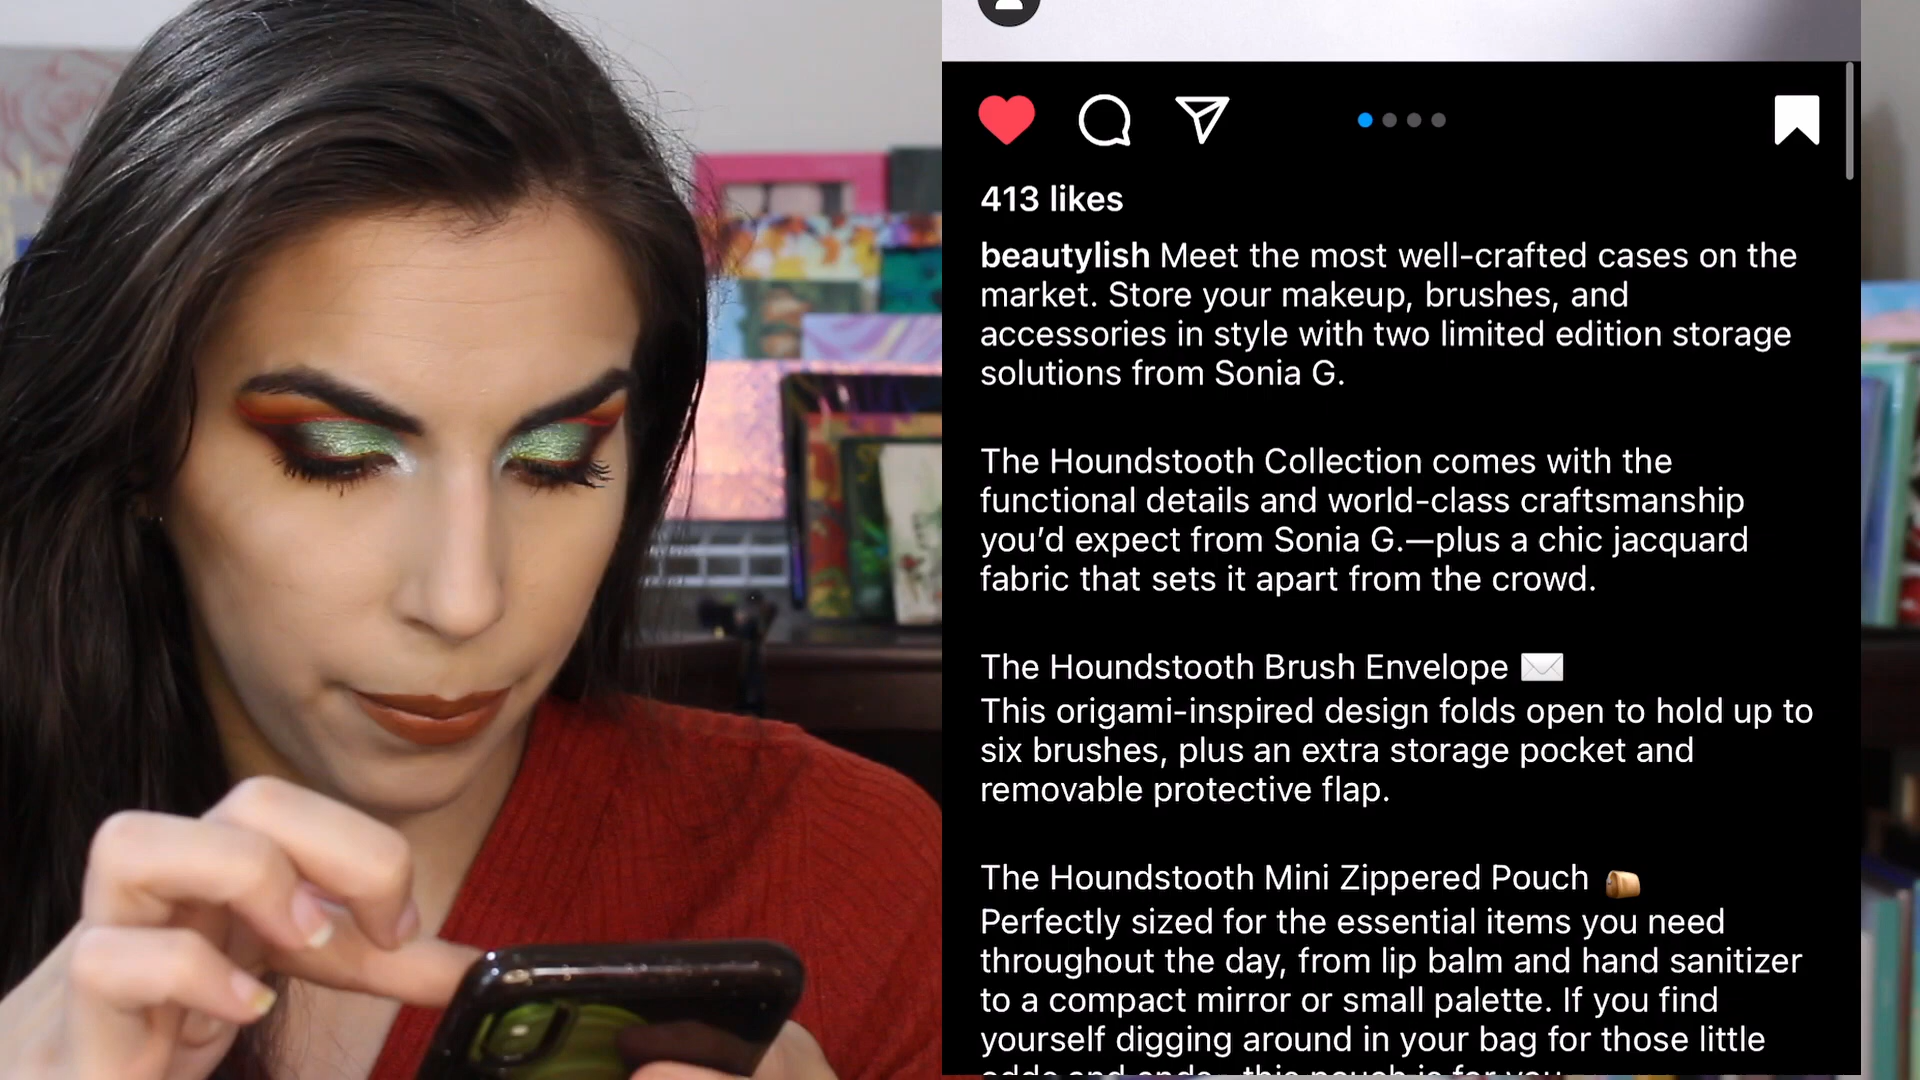 413 likes
beautylish Meet the most well-crafted cases on the
market. Store your makeup, brushes, and
accessories in style with two limited edition storage
solutions from Sonia G.
The Houndstooth Collection comes with the
functional details and world-class craftsmanship
you’d expect from Sonia G.—plus a chic jacquard
fabric that sets it apart from the crowd.
The Houndstooth Brush Envelope ✉️
This origami-inspired design folds open to hold up to
six brushes, plus an extra storage pocket and
removable protective flap.
The Houndstooth Mini Zippered Pouch
Perfectly sized for the essential items you need
throughout the day, from lip balm and hand sanitizer
to a compact mirror or small palette. If you find
yourself digging around in your bag for those little